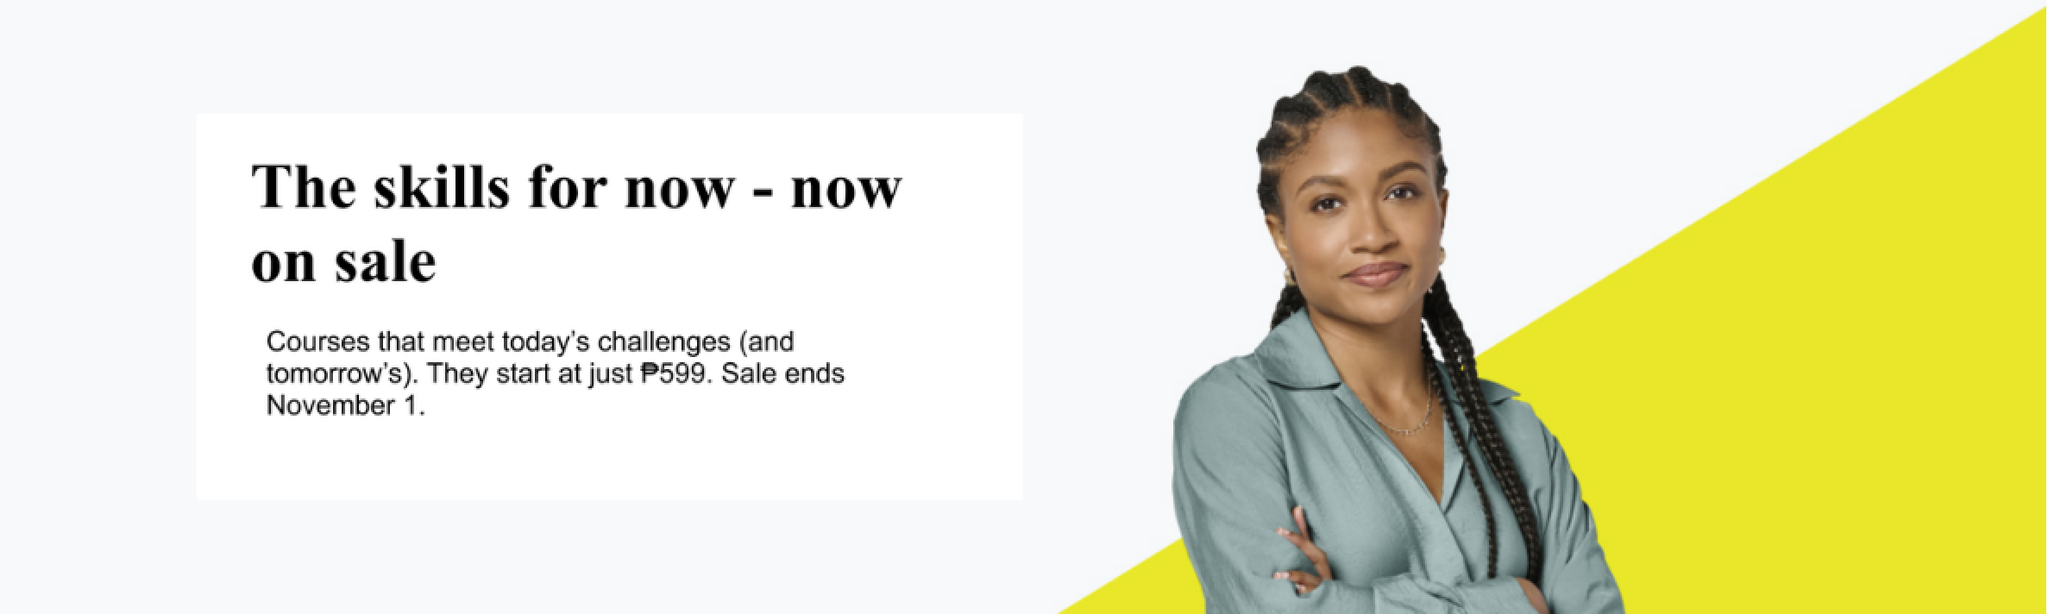 The skills for now - now
on sale
Courses that meet today’s challenges (and
tomorrow’s). They start at just ₱599. Sale ends
November 1.